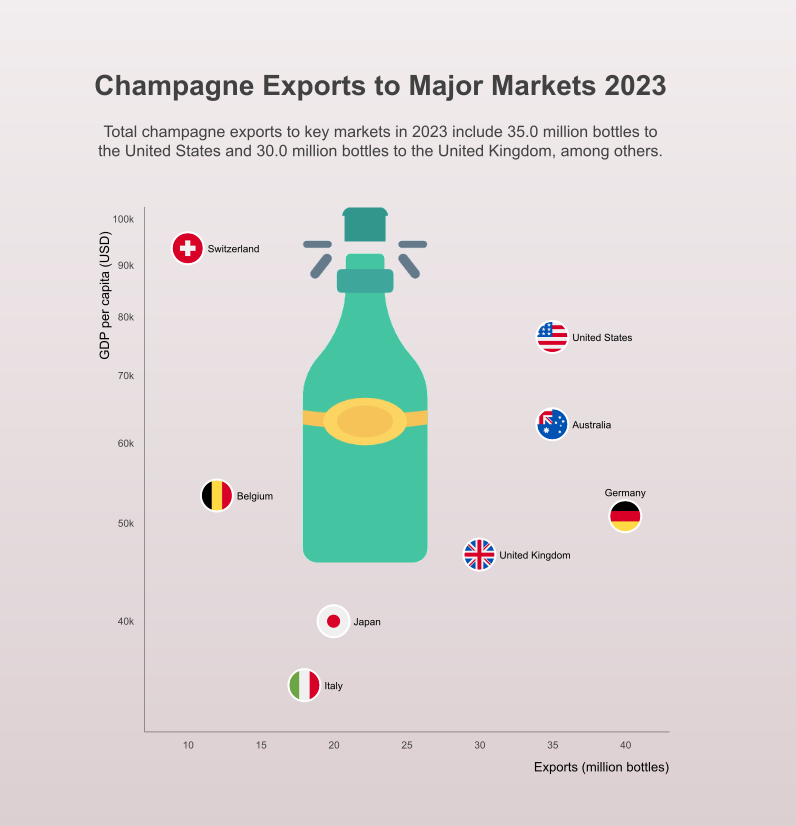 Champagne Exports to Major Markets 2023
Total champagne exports to key markets in 2023 include 35.0 million bottles to
the United States and 30.0 million bottles to the United Kingdom, among others.
GDP per capita (USD)
100k
90k
80k
70k
60k
50k
40k
Switzerland
United States
Australia
Germany
Belgium
United Kingdom
Japan
Italy
10
15
20
25
30
35
40
Exports (million bottles)